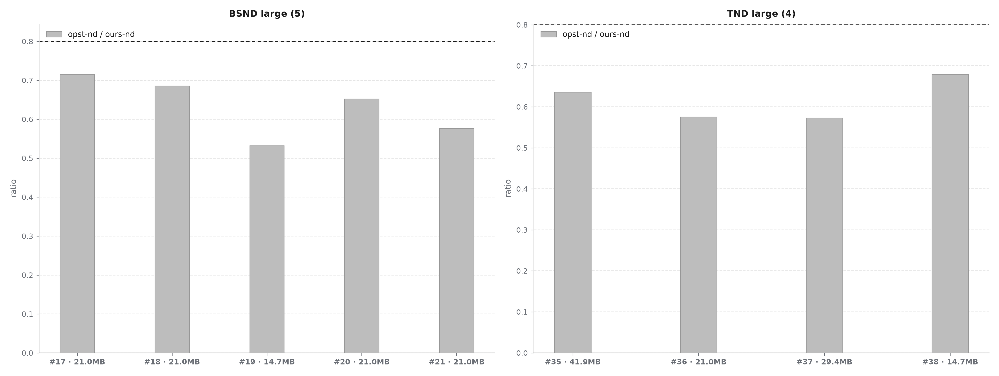 BSND large (5)
opst-nd / ours-nd
0.8
0.7
0.6
0.5
0.4
0.3
0.2
0.1
0.0
ratio
#17 · 21.0MB
#18 · 21.0MB
#19 · 14.7MB
#20 · 21.0MB
#21 · 21.0MB
TND large (4)
0.8
opst-nd / ours-nd
0.7
0.6
0.5
0.4
0.3
0.2
0.1
0.0
ratio
#35 · 41.9MB
#36 · 21.0MB
#37 · 29.4MB
#38 · 14.7MB